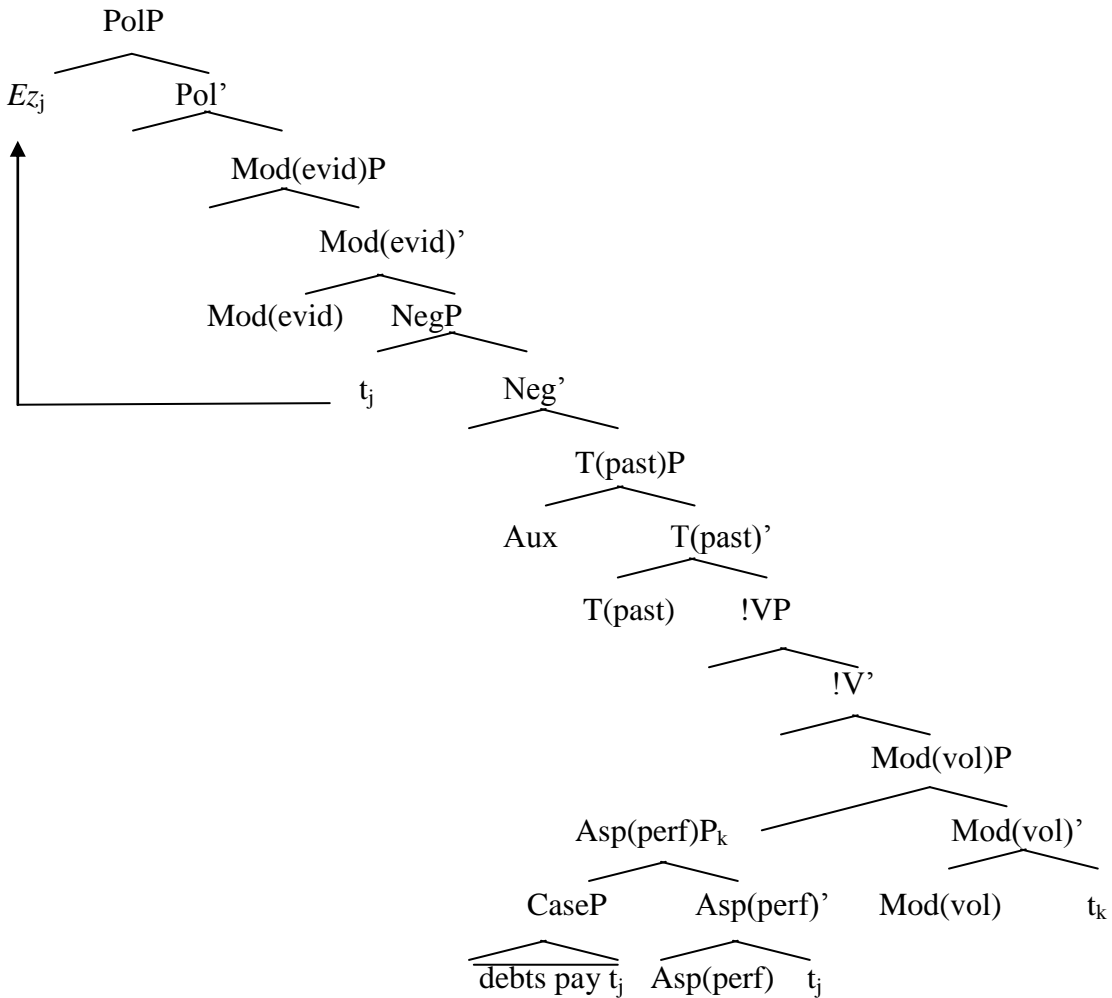 PolP
Ezj Pol’
Mod(evid)P
Mod(evid)’
Mod(evid) NegP
tj Neg’
T(past)P
Aux T(past)’
T(past) !VP
!V’
Mod(vol)P
Asp(perf)Pk Mod(vol)’
CaseP Asp(perf)’ Mod(vol) tk
debts pay tj Asp(perf) tj